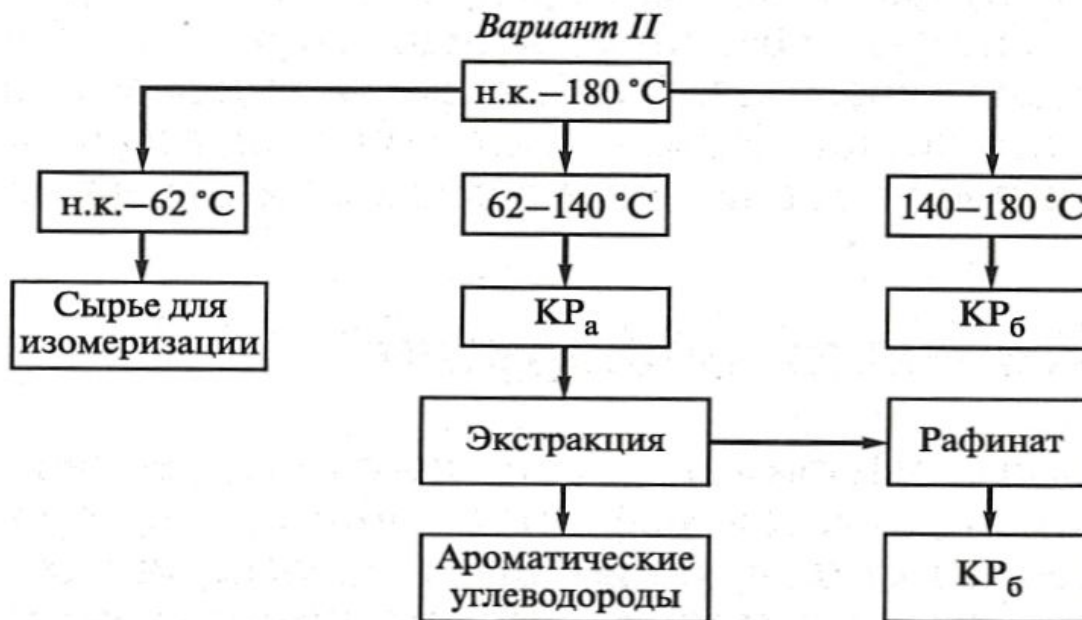 Вариант II
н.к.–180 °C
н.к.–62 °C
62–140 °C
140–180 °C
Сырье для
изомеризации
КРа
КРб
Экстракция
Рафинат
Ароматические
углеводороды
КРб